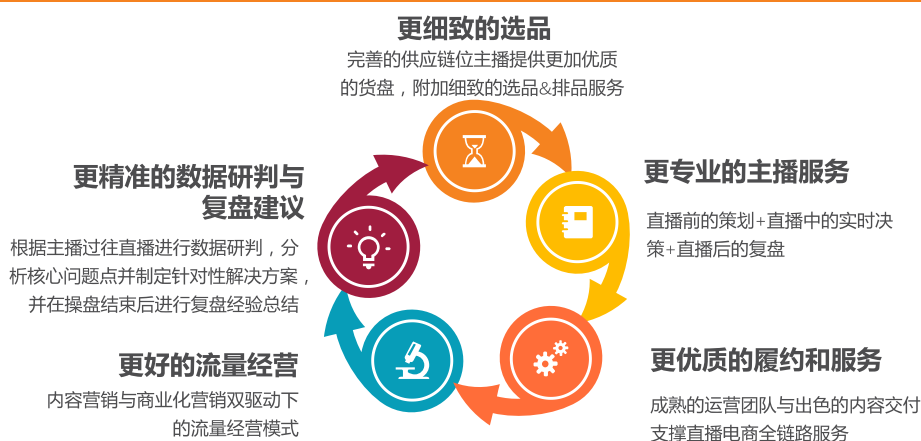 更细致的选品
完善的供应链位主播提供更加优质
的货盘，附加细致的选品&排品服务
更专业的主播服务
直播前的策划+直播中的实时决
策+直播后的复盘
更优质的履约和服务
成熟的运营团队与出色的内容交付
支撑直播电商全链路服务
更好的流量经营
内容营销与商业化营销双驱动下
的流量经营模式
更精准的数据研判与
复盘建议
根据主播过往直播进行数据研判，分
析核心问题点并制定针对性解决方案，
并在操盘结束后进行复盘经验总结